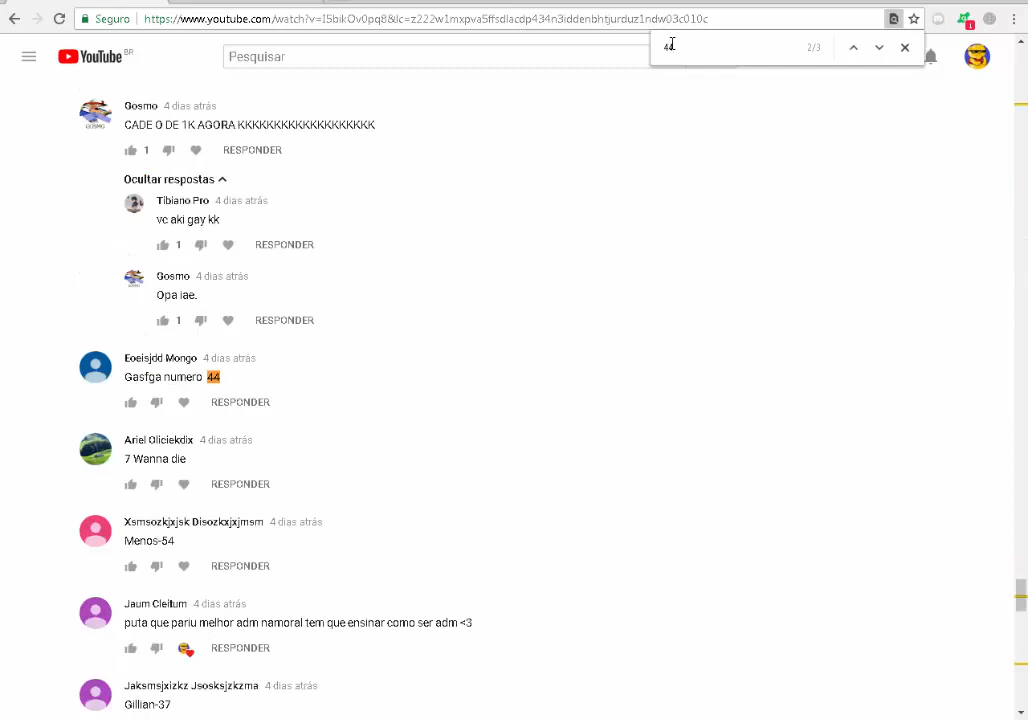 Seguro https://www.youtube.com/watch?v=I5bikOv0pq8&lc=z222w1mxpva5ffsdlacdp434n3iddenbhtjurduz1ndw03c010c
44 2/3
YouTube BR
Pesquisar
Gosmo 4 dias atrás
CADE O DE 1K AGORA KKKKKKKKKKKKKKKKKKK
1 RESPONDER
Ocultar respostas
Tibiano Pro 4 dias atrás
vc aki gay kk
1 RESPONDER
Gosmo 4 dias atrás
Opa iae.
1 RESPONDER
Eoeisjdd Mongo 4 dias atrás
Gasfga numero 44
RESPONDER
Ariel Oliciekdix 4 dias atrás
7 Wanna die
RESPONDER
Xsmsozkjxjsk Disozkxjxjmsm 4 dias atrás
Menos-54
RESPONDER
Jaum Cleitum 4 dias atrás
puta que pariu melhor adm namoral tem que ensinar como ser adm <3
RESPONDER
Jaksmsjxizkz Jsosksjzkzma 4 dias atrás
Gillian-37